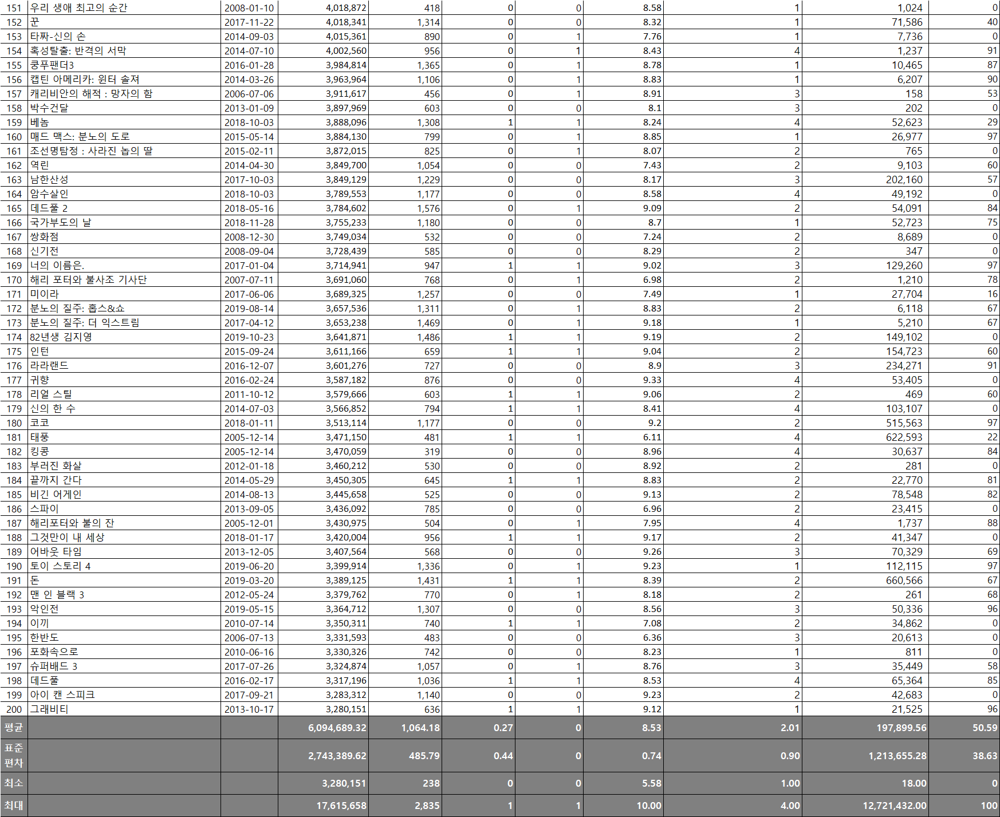 151 우리 생애 최고의 순간 2008-01-10 4,018,872 418 0 0 8.58 1 1,024 0
152 꾼 2017-11-22 4,018,341 1,314 0 0 8.32 1 71,586 40
153 타짜-신의 손 2014-09-03 4,015,361 890 0 1 7.76 1 7,736 0
154 혹성탈출: 반격의 서막 2014-07-10 4,002,560 956 0 1 8.43 4 1,237 91
155 쿵푸팬더3 2016-01-28 3,984,814 1,365 0 1 8.78 1 10,465 87
156 캡틴 아메리카: 윈터 솔져 2014-03-26 3,963,964 1,106 0 1 8.83 1 6,207 90
157 캐리비안의 해적 : 망자의 함 2006-07-06 3,911,617 456 0 1 8.91 3 158 53
158 박수건달 2013-01-09 3,897,969 603 0 0 8.1 3 202 0
159 베놈 2018-10-03 3,888,096 1,308 1 1 8.24 4 52,623 29
160 매드 맥스: 분노의 도로 2015-05-14 3,884,130 799 0 1 8.85 1 26,977 97
161 조선명탐정 : 사라진 놉의 딸 2015-02-11 3,872,015 825 0 1 8.07 2 765 0
162 역린 2014-04-30 3,849,700 1,054 0 0 7.43 2 9,103 60
163 남한산성 2017-10-03 3,849,129 1,229 0 0 8.17 3 202,160 57
164 암수살인 2018-10-03 3,789,553 1,177 0 0 8.58 4 49,192 0
165 데드풀 2 2018-05-16 3,784,602 1,576 0 1 9.09 2 54,091 84
166 국가부도의 날 2018-11-28 3,755,233 1,180 0 0 8.7 1 52,723 75
167 쌍화점 2008-12-30 3,749,034 532 0 0 7.24 2 8,689 0
168 신기전 2008-09-04 3,728,439 585 0 0 8.29 2 347 0
169 너의 이름은. 2017-01-04 3,714,941 947 1 1 9.02 3 129,260 97
170 해리 포터와 불사조 기사단 2007-07-11 3,691,060 768 0 1 6.98 2 1,210 78
171 미이라 2017-06-06 3,689,325 1,257 0 0 7.49 1 27,704 16
172 분노의 질주: 홉스&쇼 2019-08-14 3,657,536 1,311 0 1 8.83 2 6,118 67
173 분노의 질주: 더 익스트림 2017-04-12 3,653,238 1,469 0 1 9.18 1 5,210 67
174 82년생 김지영 2019-10-23 3,641,871 1,486 1 1 9.19 2 149,102 0
175 인턴 2015-09-24 3,611,166 659 1 1 9.04 2 154,723 60
176 라라랜드 2016-12-07 3,601,276 727 0 0 8.9 3 234,271 91
177 귀향 2016-02-24 3,587,182 876 0 0 9.33 4 53,405 0
178 리얼 스틸 2011-10-12 3,579,666 603 1 1 9.06 2 469 60
179 신의 한 수 2014-07-03 3,566,852 794 1 1 8.41 4 103,107 0
180 코코 2018-01-11 3,513,114 1,177 0 0 9.2 2 515,563 97
181 태풍 2005-12-14 3,471,150 481 1 1 6.11 4 622,593 22
182 킹콩 2005-12-14 3,470,059 319 0 0 8.96 4 30,637 84
183 부러진 화살 2012-01-18 3,460,212 530 0 0 8.92 2 281 0
184 끝까지 간다 2014-05-29 3,450,305 645 1 1 8.83 2 22,770 81
185 비긴 어게인 2014-08-13 3,445,658 525 0 0 9.13 2 78,548 82
186 스파이 2013-09-05 3,436,092 785 0 0 6.96 2 23,415 0
187 해리포터와 불의 잔 2005-12-01 3,430,975 504 0 1 7.95 4 1,737 88
188 그것만이 내 세상 2018-01-17 3,420,004 956 1 1 9.17 2 41,347 0
189 어바웃 타임 2013-12-05 3,407,564 568 0 0 9.26 3 70,329 69
190 토이 스토리 4 2019-06-20 3,399,914 1,336 0 1 9.23 1 112,115 97
191 돈 2019-03-20 3,389,125 1,431 1 1 8.39 2 660,566 67
192 맨 인 블랙 3 2012-05-24 3,379,762 770 0 1 8.18 2 261 68
193 악인전 2019-05-15 3,364,712 1,307 0 0 8.56 3 50,336 96
194 이끼 2010-07-14 3,350,311 740 1 1 7.08 2 34,862 0
195 한반도 2006-07-13 3,331,593 483 0 0 6.36 3 20,613 0
196 포화속으로 2010-06-16 3,330,326 742 0 0 8.23 1 811 0
197 슈퍼배드 3 2017-07-26 3,324,874 1,057 0 1 8.76 3 35,449 58
198 데드풀 2016-02-17 3,317,196 1,036 1 1 8.53 4 65,364 85
199 아이 캔 스피크 2017-09-21 3,283,312 1,140 0 0 9.23 2 42,683 0
200 그래비티 2013-10-17 3,280,151 636 1 1 9.12 1 21,525 96
평균 6,094,689.32 1,064.18 0.27 0 8.53 2.01 197,899.56 50.59
표준
편차 2,743,389.62 485.79 0.44 0 0.74 0.90 1,213,655.28 38.63
최소 3,280,151 238 0 0 5.58 1.00 18.00 0
최대 17,615,658 2,835 1 1 10.00 4.00 12,721,432.00 100